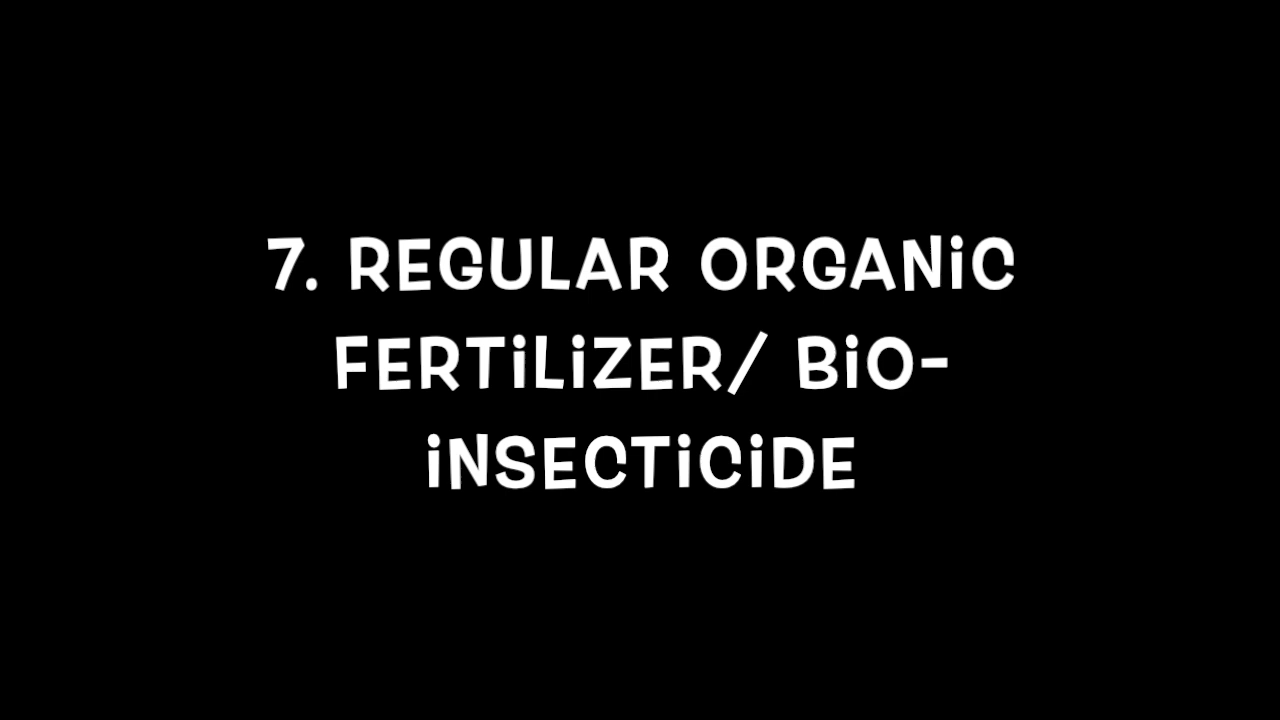 7. REGULAR ORGANiC
FERTiLiZER/ BiO-
iNSECTiCiDE